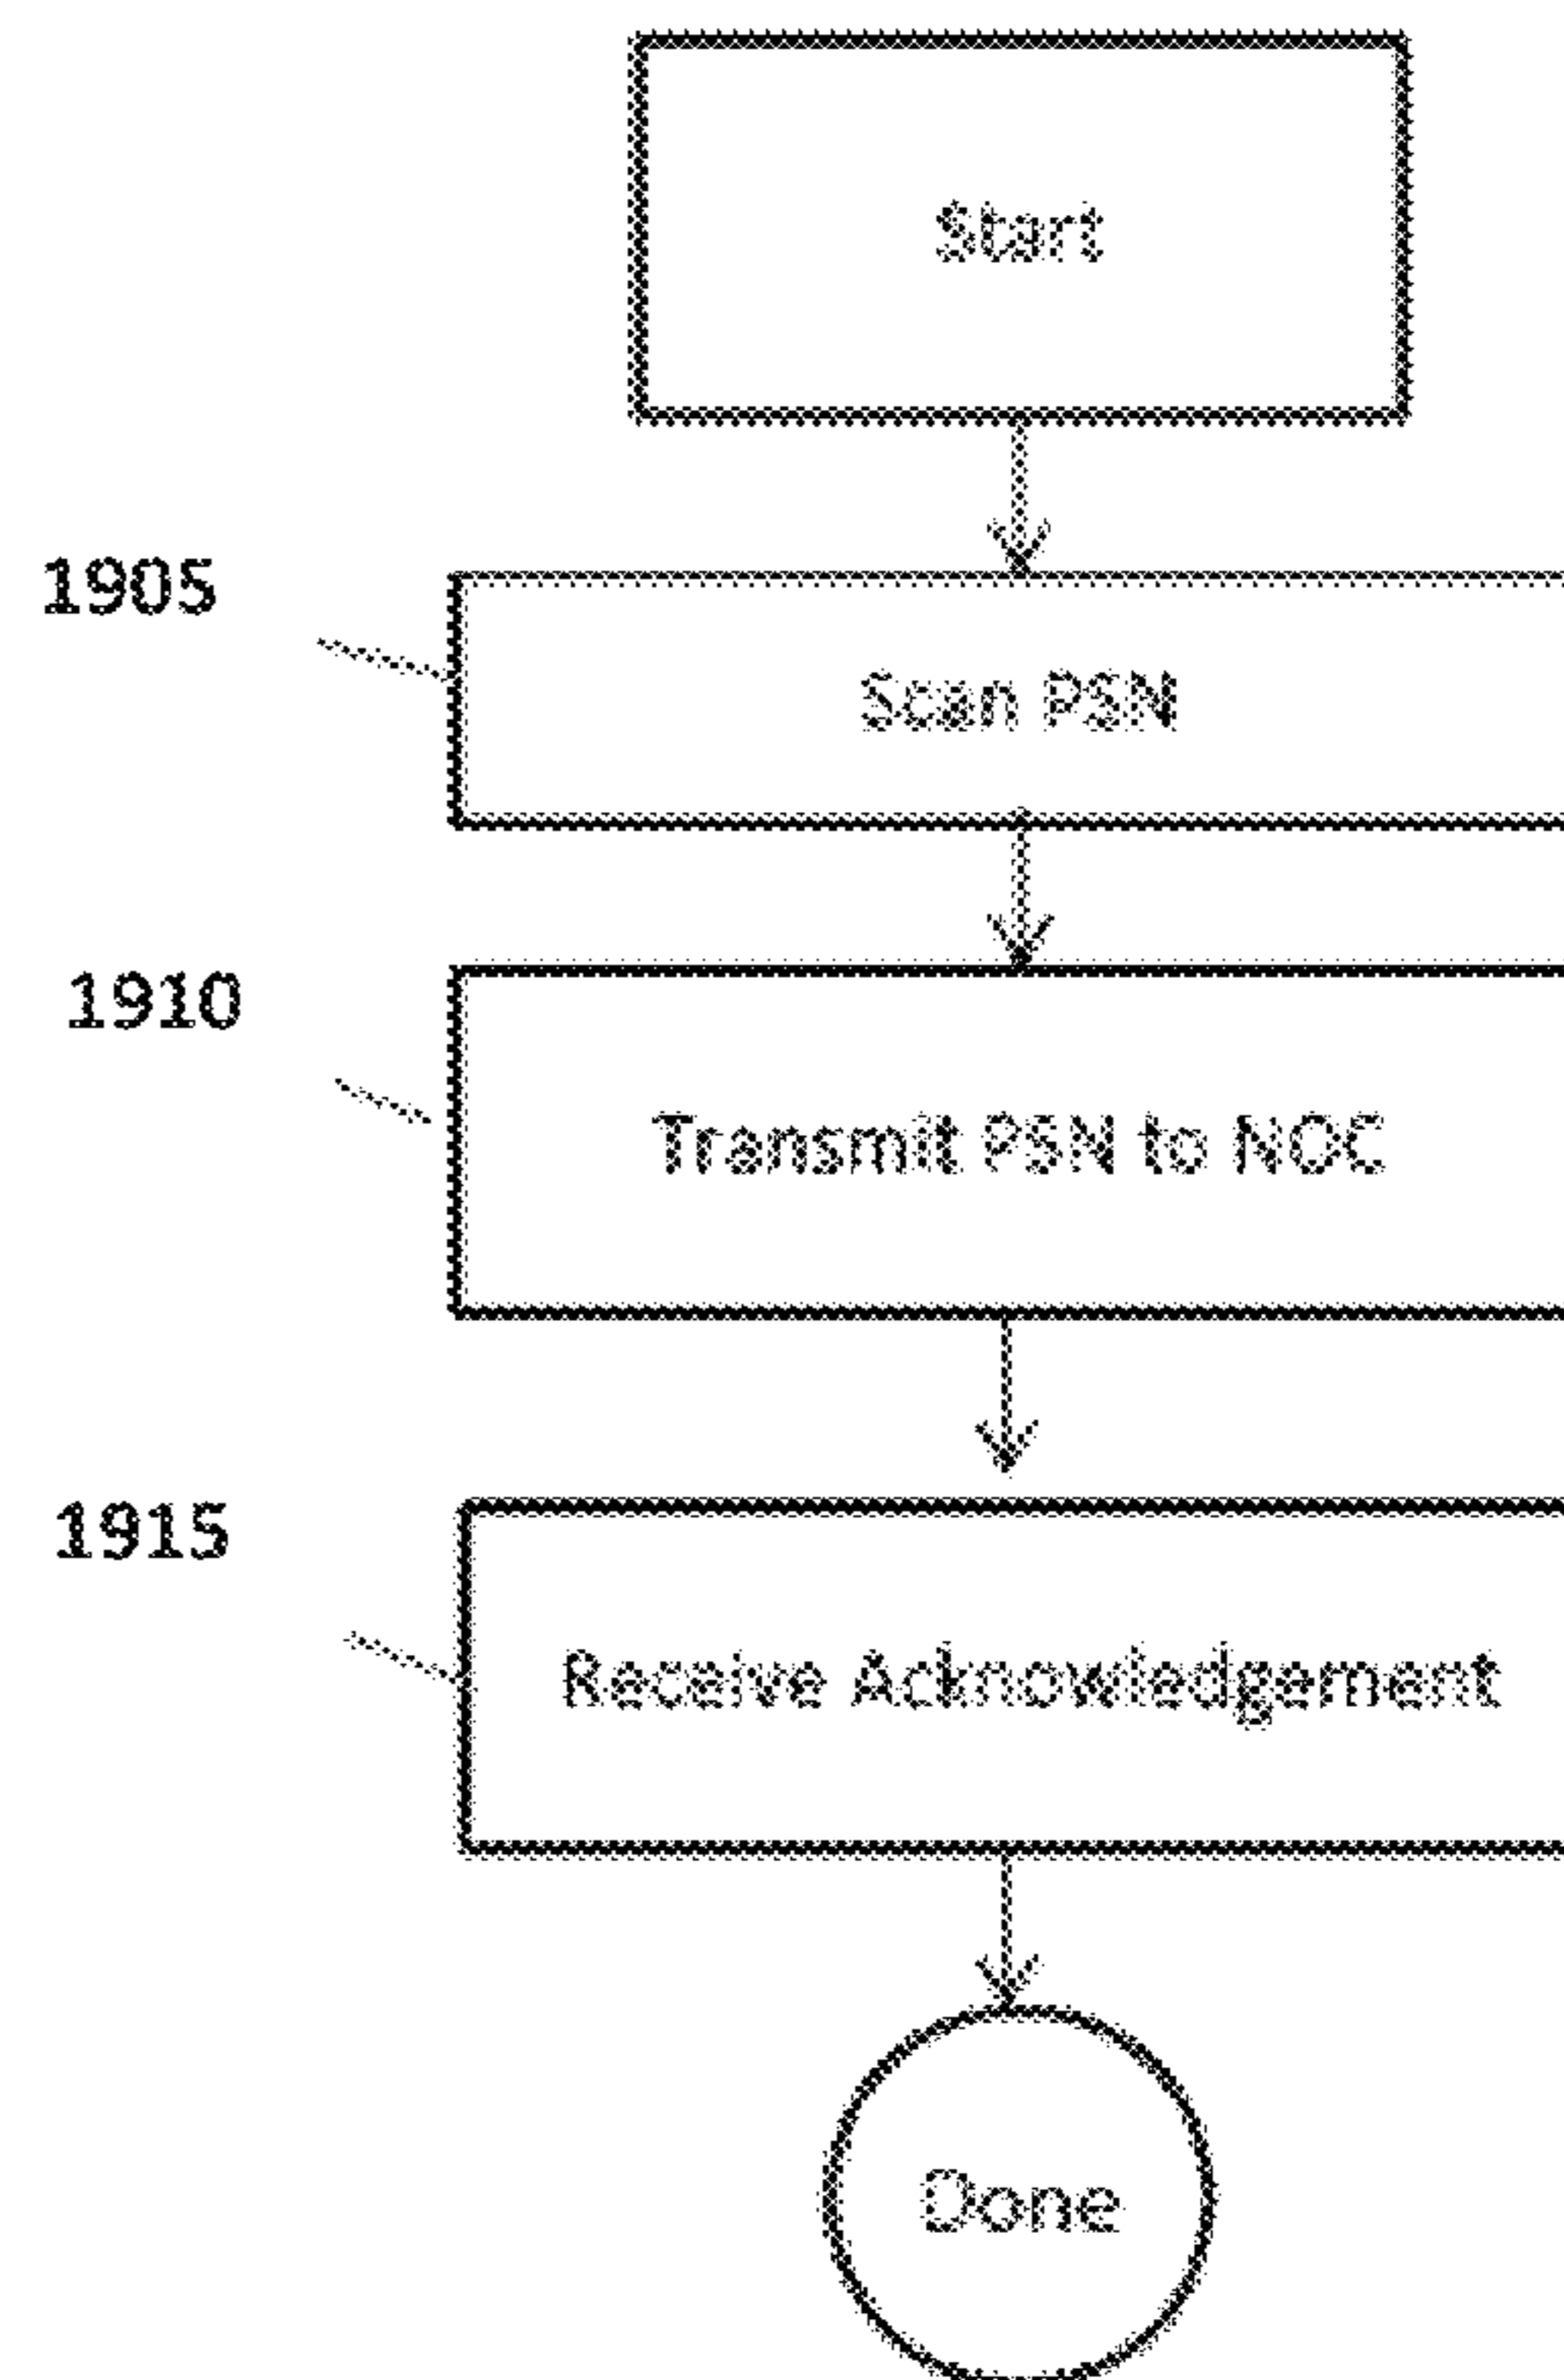 Start
1905
Scan PSN
1910
Transmit PSN to NOC
1915
Receive Acknowledgement
Done